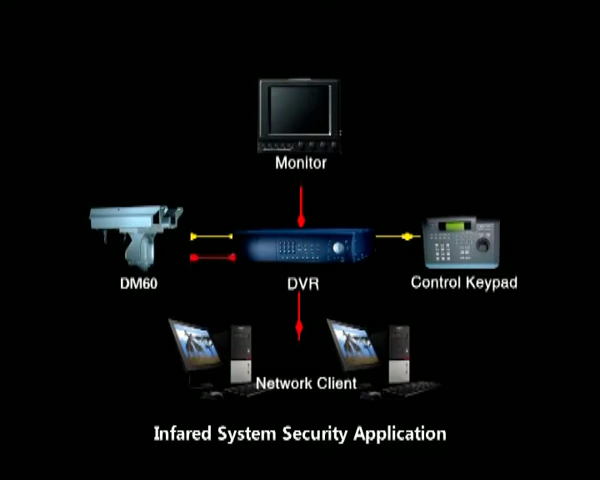 Monitor
DM60
DVR
Control Keypad
Network Client
Infared System Security Application